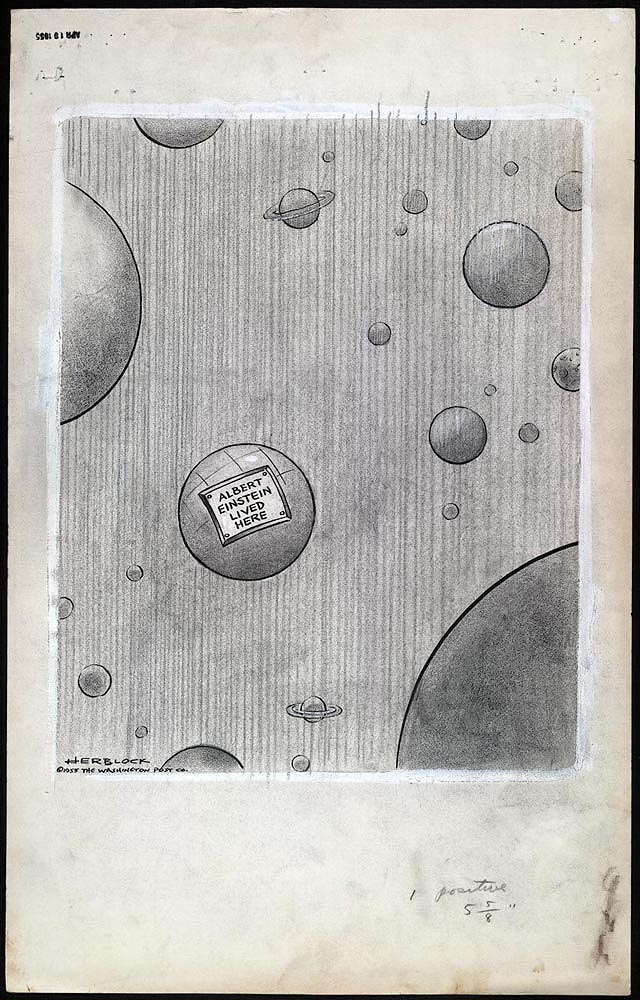 APR 19 1955
ALBERT
EINSTEIN
LIVED
HERE
HERBLOCK
©1955 THE WASHINGTON POST CO.
1 positive
5 5/8 "